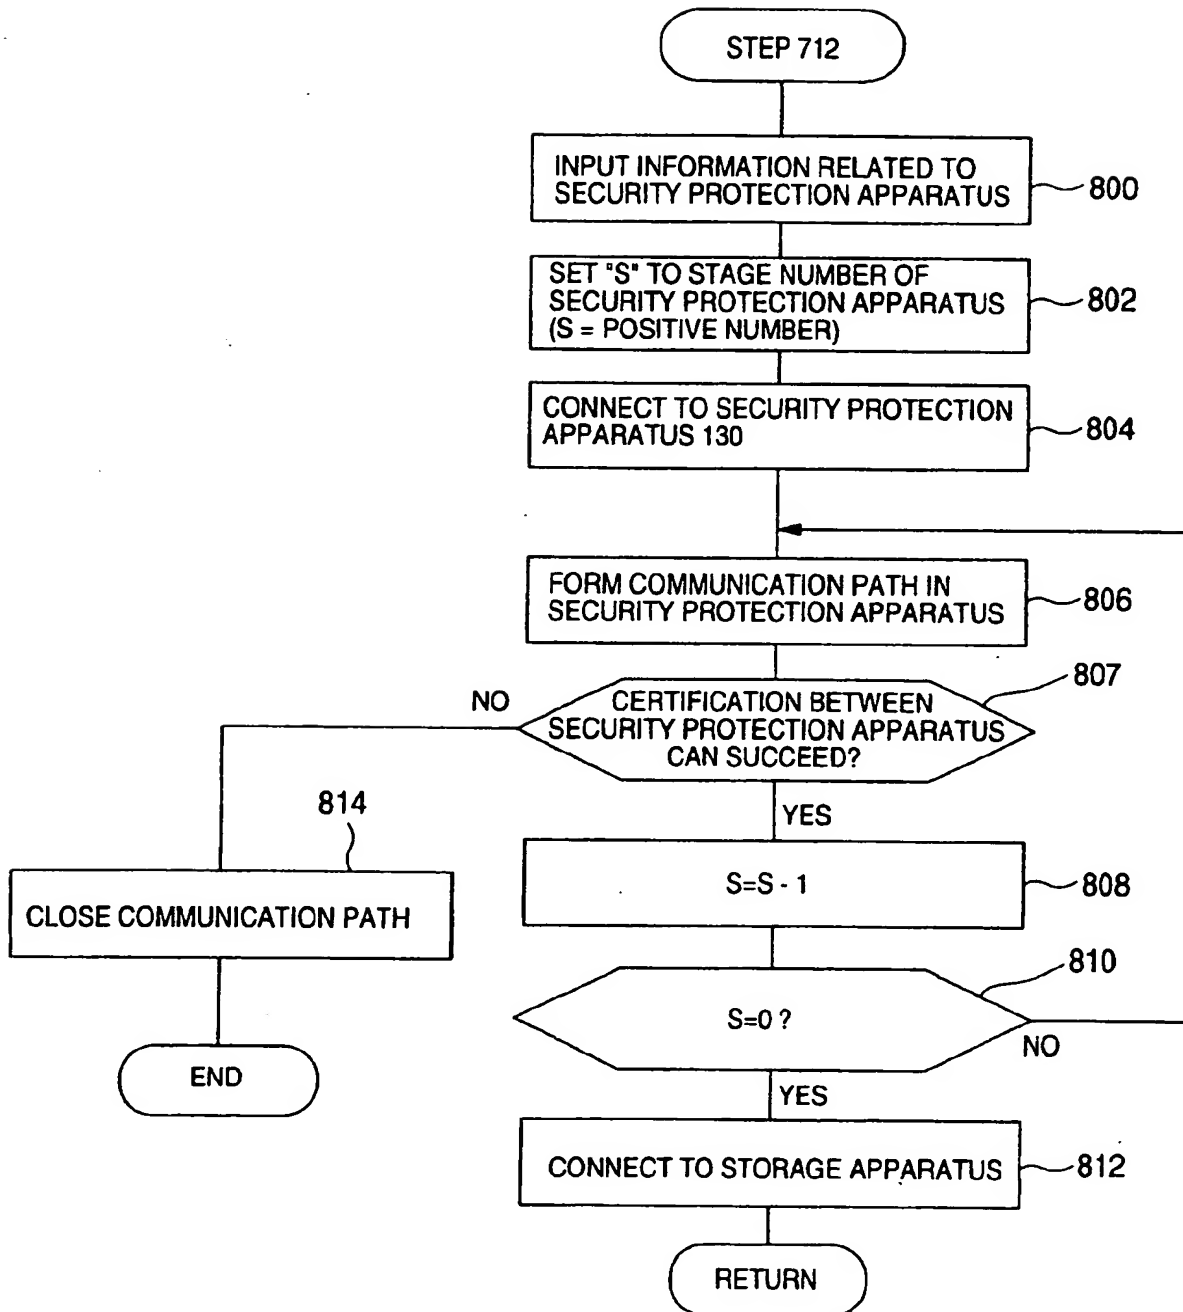 STEP 712
INPUT INFORMATION RELATED TO
SECURITY PROTECTION APPARATUS
800
SET "S" TO STAGE NUMBER OF
SECURITY PROTECTION APPARATUS
(S = POSITIVE NUMBER)
802
CONNECT TO SECURITY PROTECTION
APPARATUS 130
804
FORM COMMUNICATION PATH IN
SECURITY PROTECTION APPARATUS
806
807
NO
CERTIFICATION BETWEEN
SECURITY PROTECTION APPARATUS
CAN SUCCEED?
YES
814
CLOSE COMMUNICATION PATH
END
S=S - 1
808
810
S=0 ?
NO
YES
CONNECT TO STORAGE APPARATUS
812
RETURN